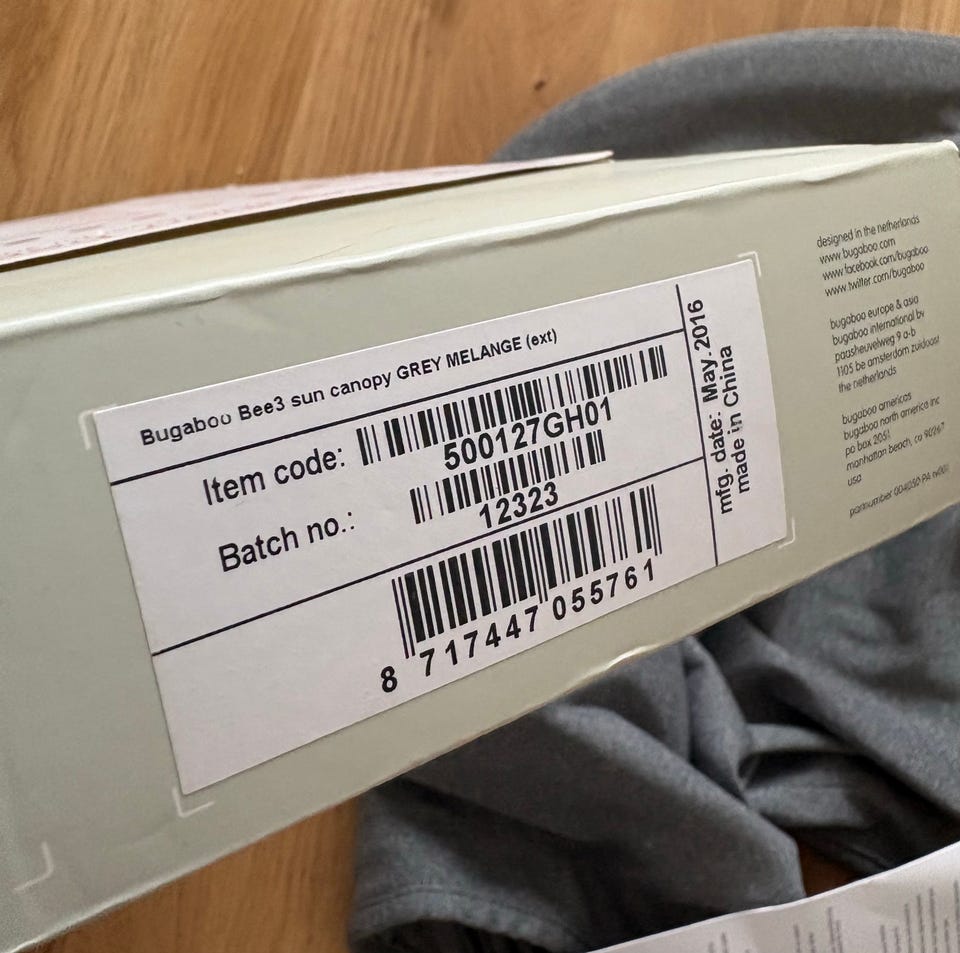 Bugaboo Bee3 sun canopy GREY MELANGE (ext)
Item code:
500127GH01
Batch no.:
12323
8 717447 055761
mfg. date: May.2016
made in China
designed in the netherlands
www.bugaboo.com
www.facebook.com/bugaboo
www.twitter.com/bugaboo
bugaboo europe & asia
bugaboo international bv
paasheuvelweg 9 a-b
1105 be amsterdam zuidoost
the netherlands
bugaboo americas
bugaboo north america inc
po box 2051
manhattan beach, ca 90267
usa
partnumber 004050 PA